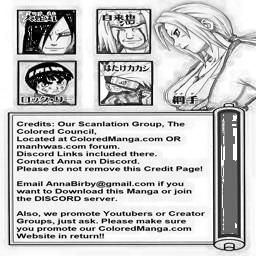 自来也
はたけカカシ
ロック・リー
綱手
Credits: Our Scanlation Group, The
Colored Council,
Located at ColoredManga.com OR
manhwas.com forum.
Discord Links included there.
Contact Anna on Discord.
Please do not remove this Credit Page!
Email AnnaBirby@gmail.com if you
want to Download this Manga or join
the DISCORD server.
Also, we promote Youtubers or Creator
Groups, just ask. Please make sure
you promote our ColoredManga.com
Website in return!!